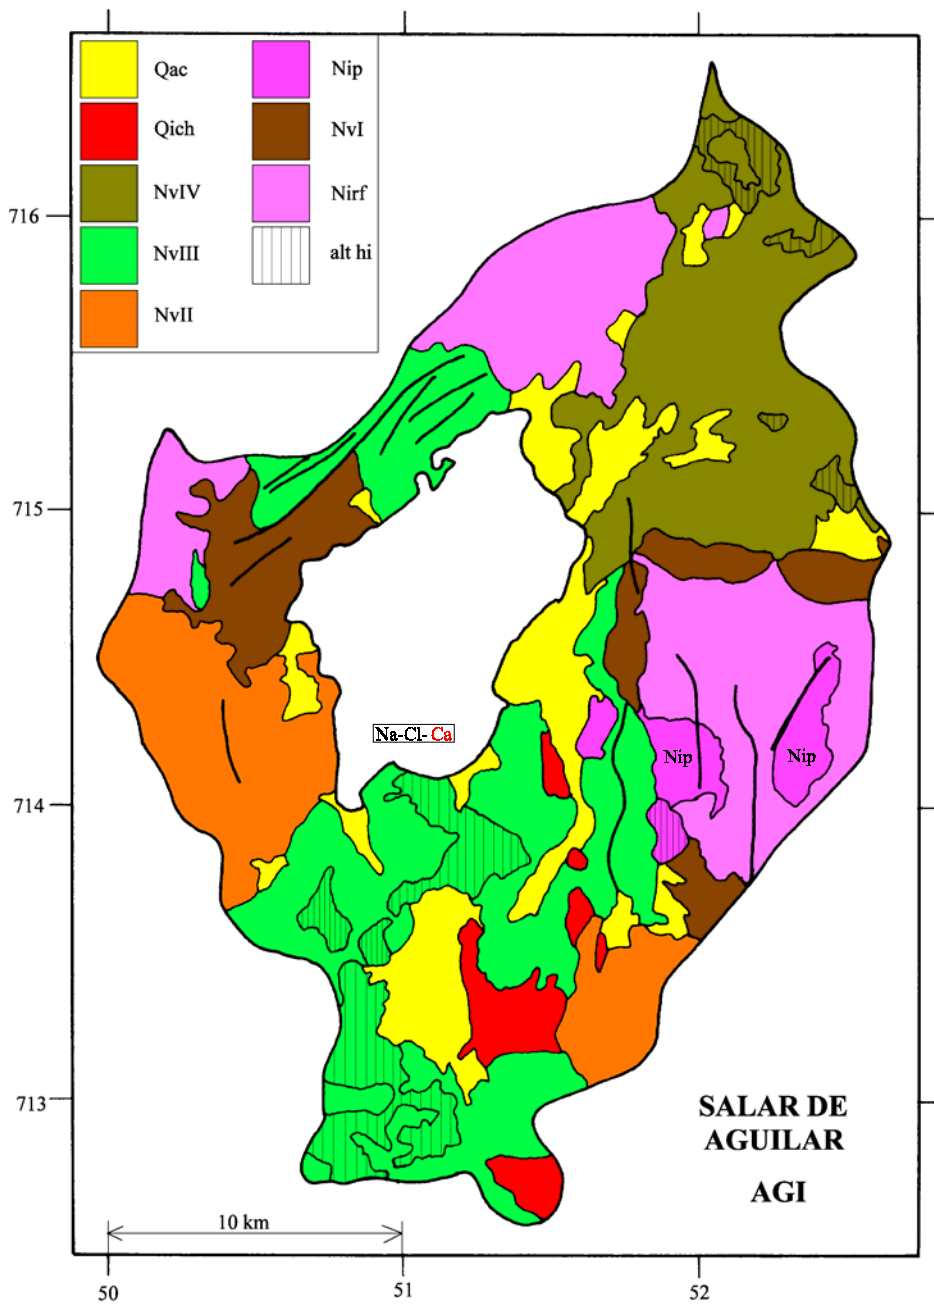 Qac
Qich
NvIV
NvIII
NvII
Nip
NvI
Nirf
alt hi
716
715
Na-Cl-Ca
Nip
Nip
714
713
SALAR DE
AGUILAR
AGI
10 km
50
51
52